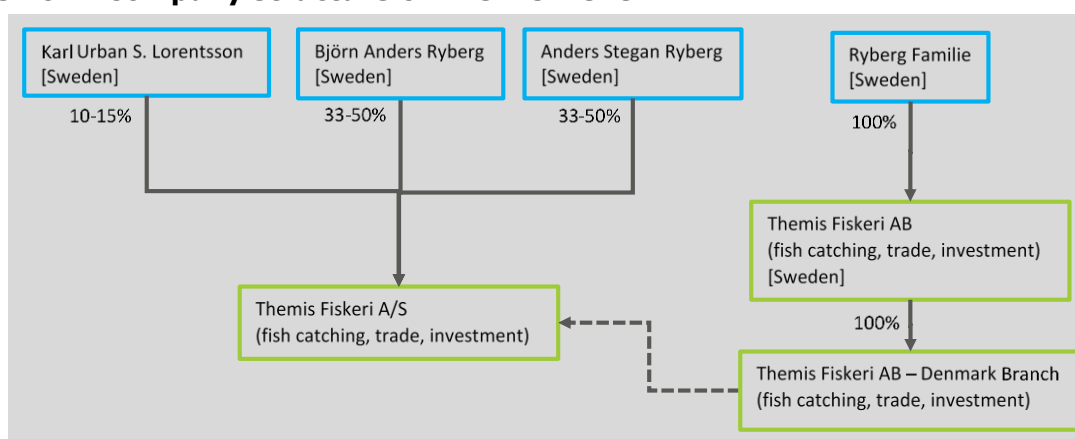 Karl Urban S. Lorentsson
[Sweden]
Björn Anders Ryberg
[Sweden]
Anders Stegan Ryberg
[Sweden]
Ryberg Familie
[Sweden]
10-15%
33-50%
33-50%
100%
Themis Fiskeri AB
(fish catching, trade, investment)
[Sweden]
Themis Fiskeri A/S
(fish catching, trade, investment)
100%
Themis Fiskeri AB – Denmark Branch
(fish catching, trade, investment)